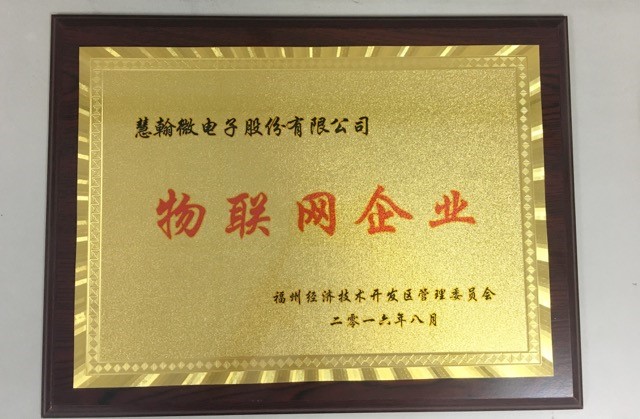 慧翰微电子股份有限公司
物联网企业
福州经济技术开发区管理委员会
二零一六年八月